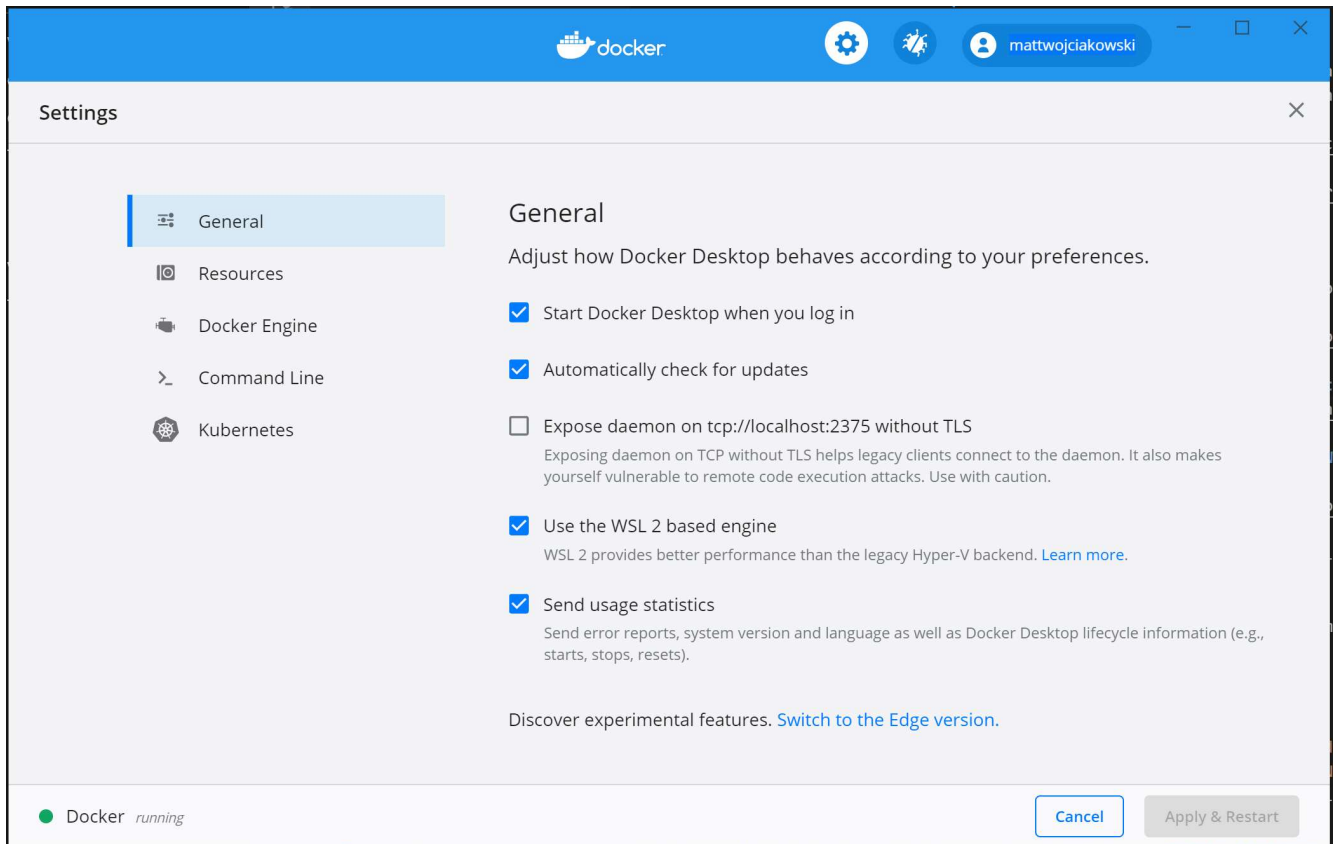 docker
mattwojciakowski
Settings
General
Resources
Docker Engine
Command Line
Kubernetes
General
Adjust how Docker Desktop behaves according to your preferences.
Start Docker Desktop when you log in
Automatically check for updates
Expose daemon on tcp://localhost:2375 without TLS
Exposing daemon on TCP without TLS helps legacy clients connect to the daemon. It also makes
yourself vulnerable to remote code execution attacks. Use with caution.
Use the WSL 2 based engine
WSL 2 provides better performance than the legacy Hyper-V backend. Learn more.
Send usage statistics
Send error reports, system version and language as well as Docker Desktop lifecycle information (e.g.,
starts, stops, resets).
Discover experimental features. Switch to the Edge version.
Docker running
Cancel
Apply & Restart